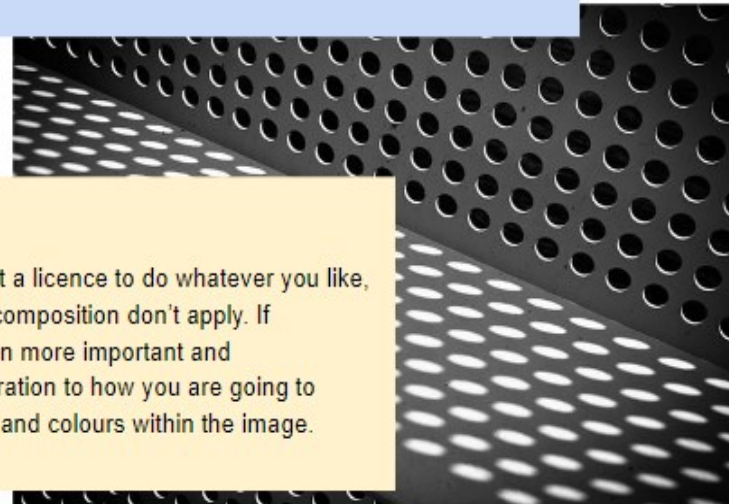 t a licence to do whatever you like,
composition don't apply. If
n more important and
ration to how you are going to
and colours within the image.